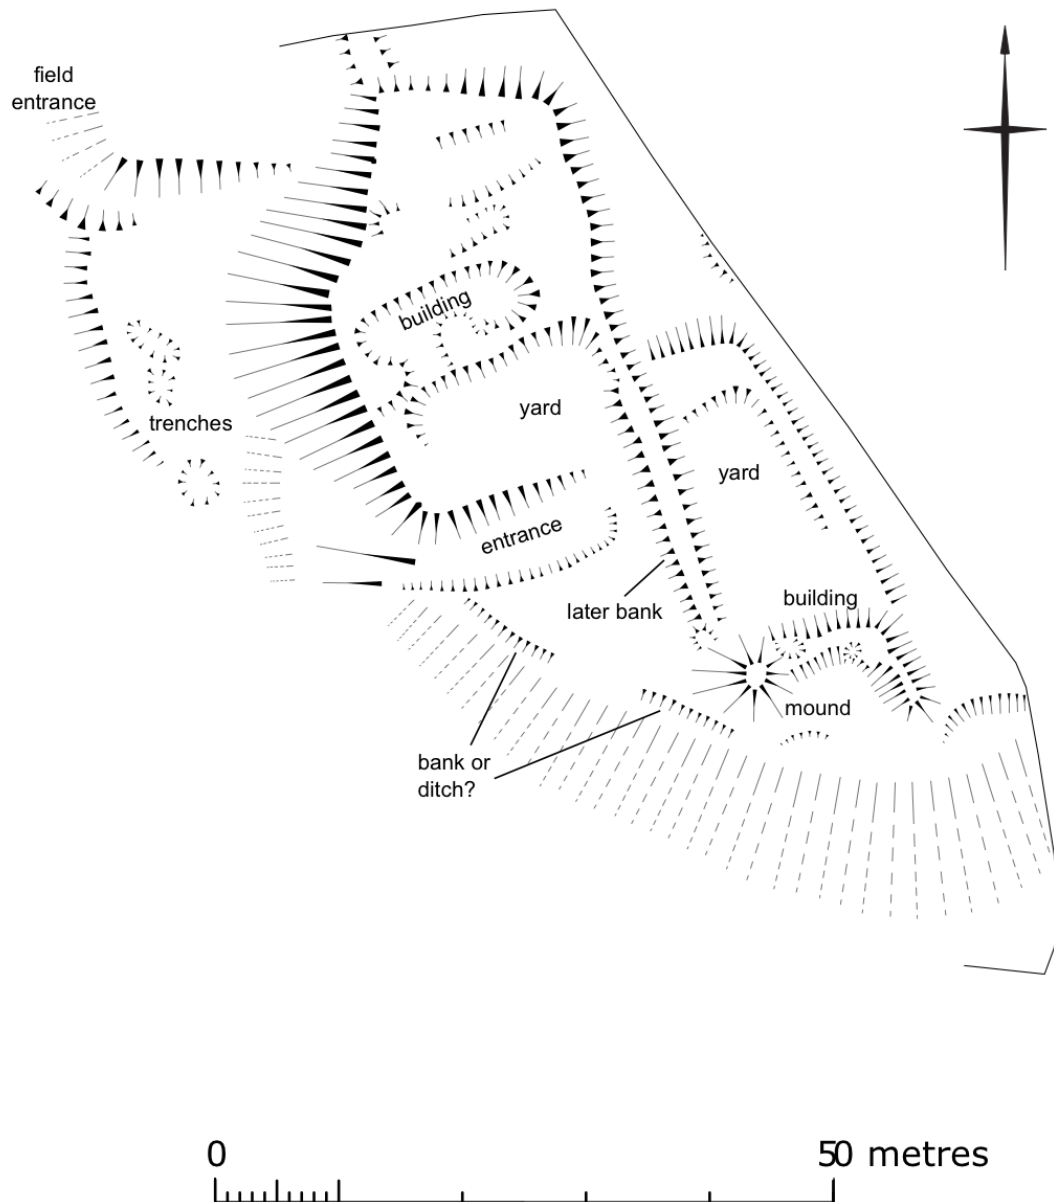 field
entrance
building
trenches
yard
yard
entrance
later bank
building
mound
bank or
ditch?
0
50 metres